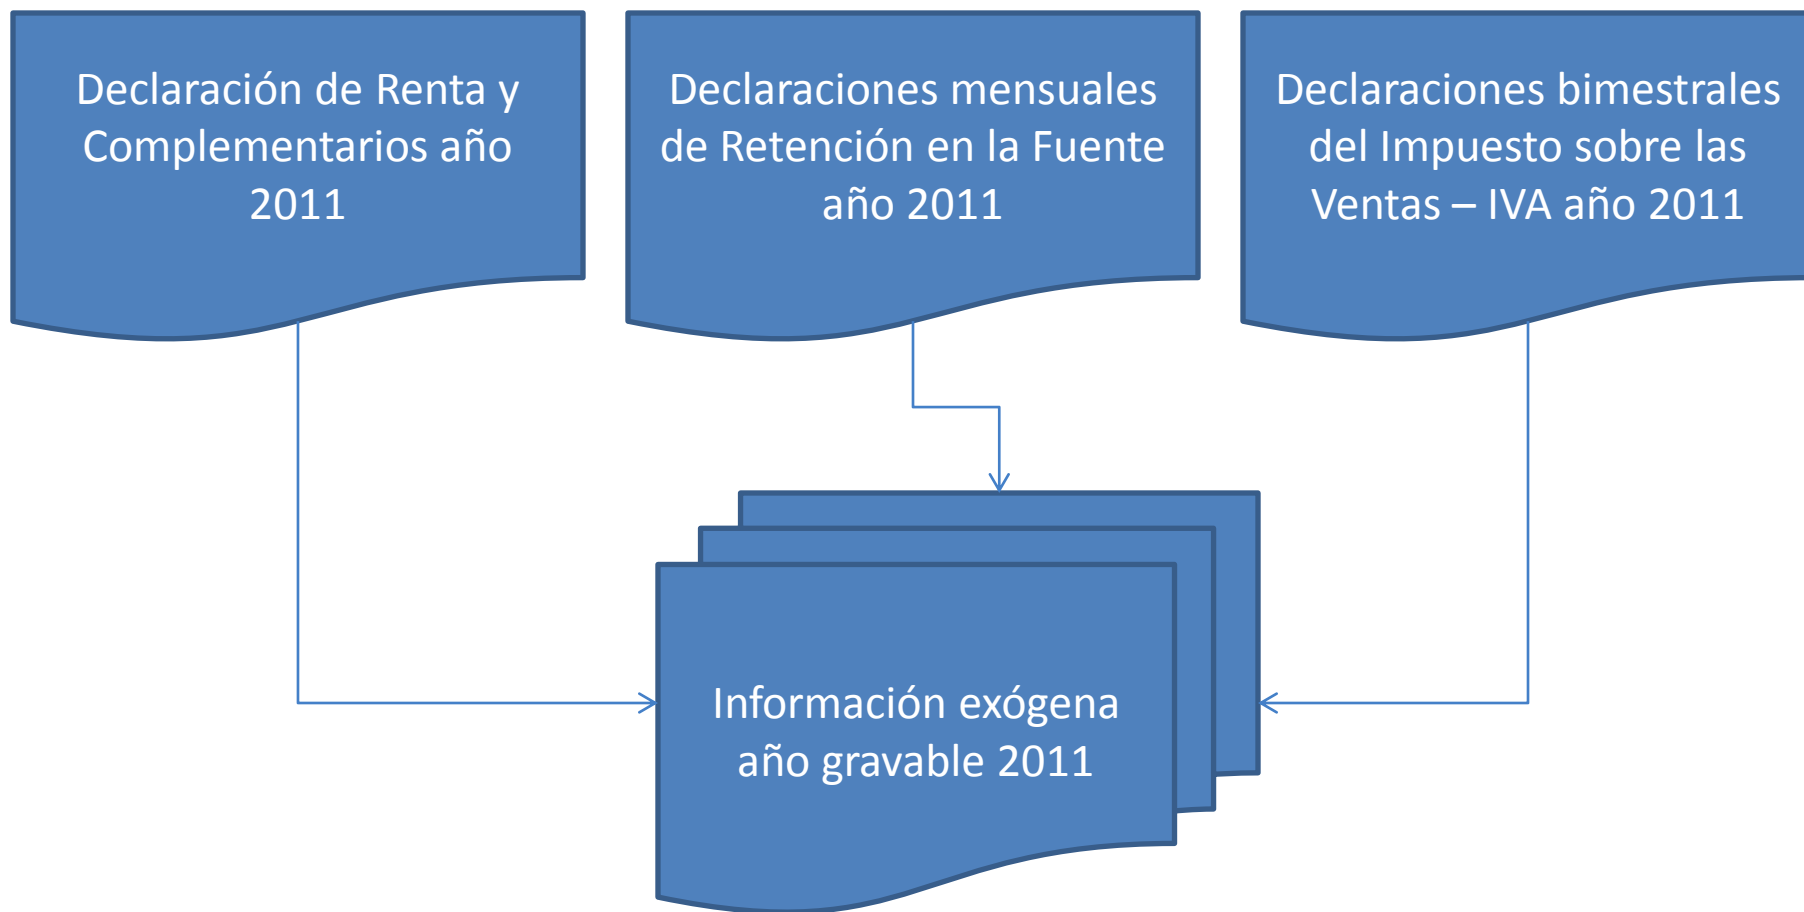 Declaración de Renta y
Complementarios año
2011
Declaraciones mensuales
de Retención en la Fuente
año 2011
Declaraciones bimestrales
del Impuesto sobre las
Ventas – IVA año 2011
Información exógena
año gravable 2011